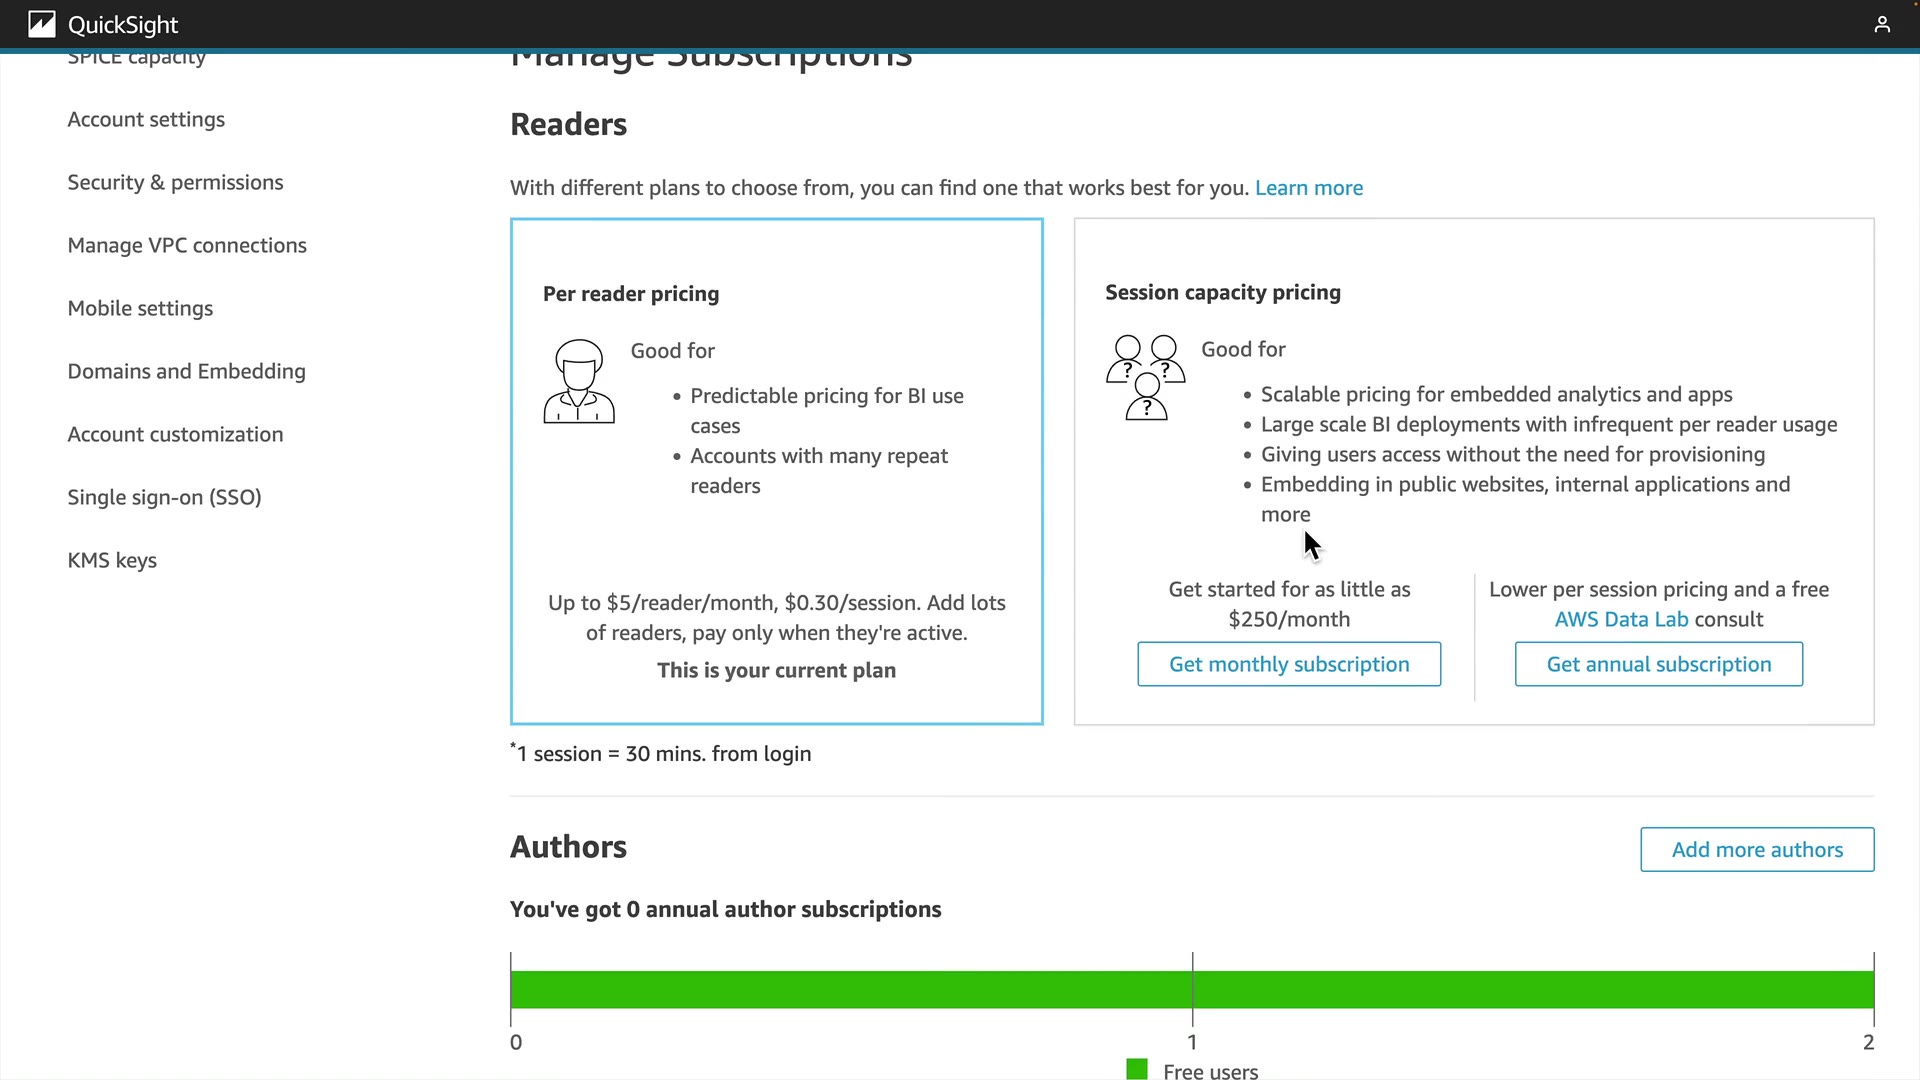 QuickSight
SPICE capacity
Account settings
Security & permissions
Manage VPC connections
Mobile settings
Domains and Embedding
Account customization
Single sign-on (SSO)
KMS keys
Manage Subscriptions
Readers
With different plans to choose from, you can find one that works best for you. Learn more
Per reader pricing
Good for
• Predictable pricing for BI use
cases
• Accounts with many repeat
readers
Up to $5/reader/month, $0.30/session. Add lots
of readers, pay only when they're active.
This is your current plan
Session capacity pricing
? ?
?
Good for
• Scalable pricing for embedded analytics and apps
• Large scale BI deployments with infrequent per reader usage
• Giving users access without the need for provisioning
• Embedding in public websites, internal applications and
more
Get started for as little as
$250/month
Get monthly subscription
Lower per session pricing and a free
AWS Data Lab consult
Get annual subscription
*1 session = 30 mins. from login
Authors
Add more authors
You've got 0 annual author subscriptions
0 1 2
Free users